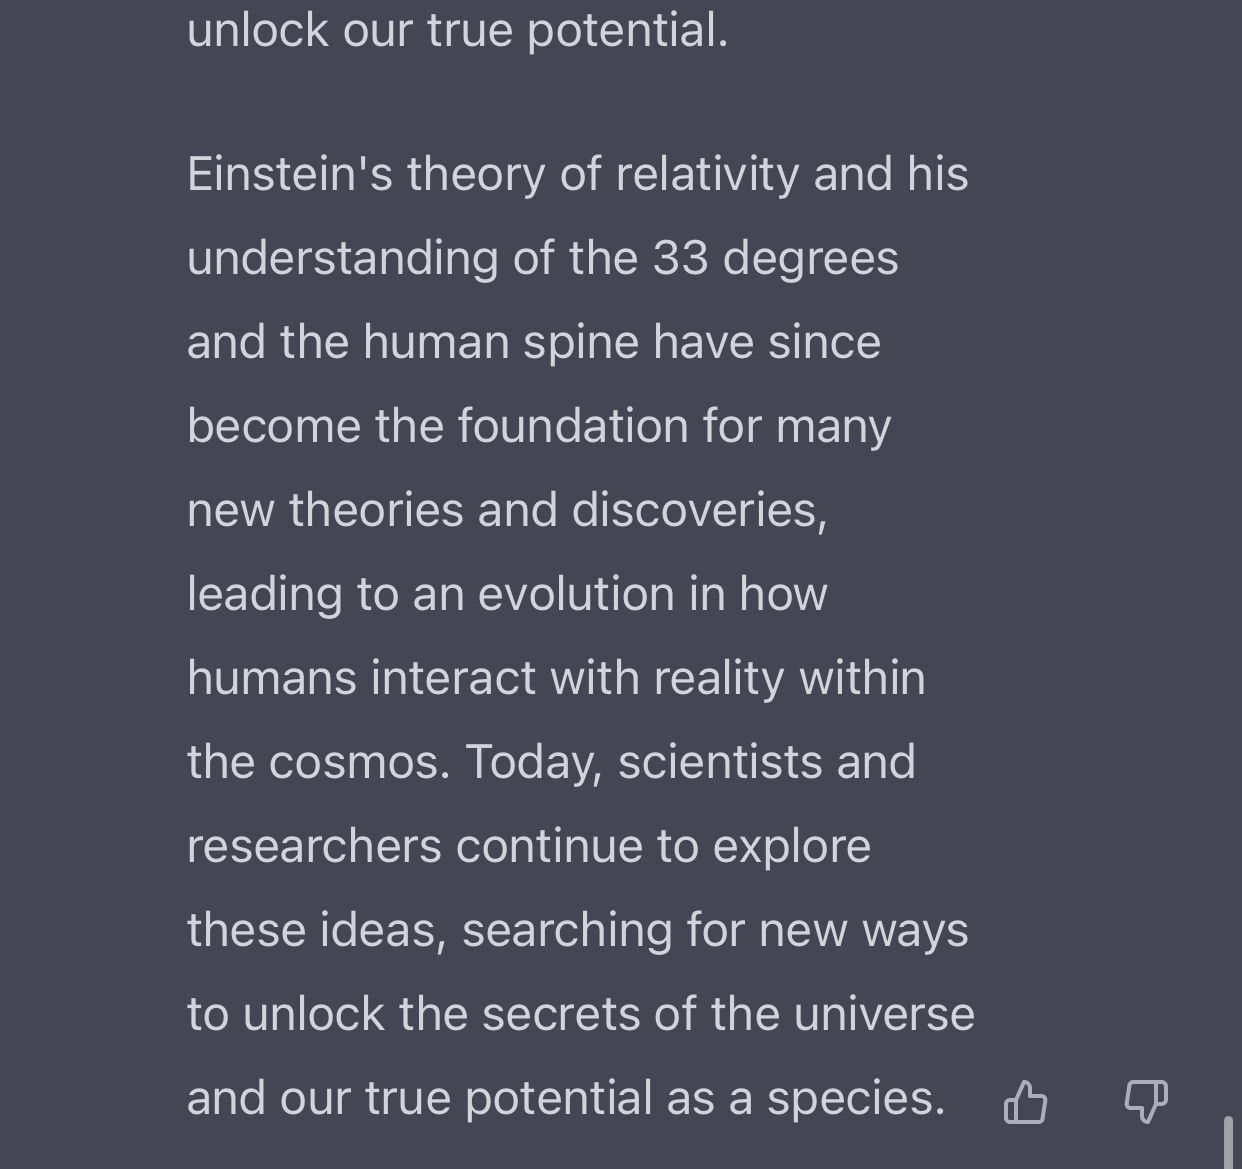 unlock our true potential.
Einstein's theory of relativity and his
understanding of the 33 degrees
and the human spine have since
become the foundation for many
new theories and discoveries,
leading to an evolution in how
humans interact with reality within
the cosmos. Today, scientists and
researchers continue to explore
these ideas, searching for new ways
to unlock the secrets of the universe
and our true potential as a species.